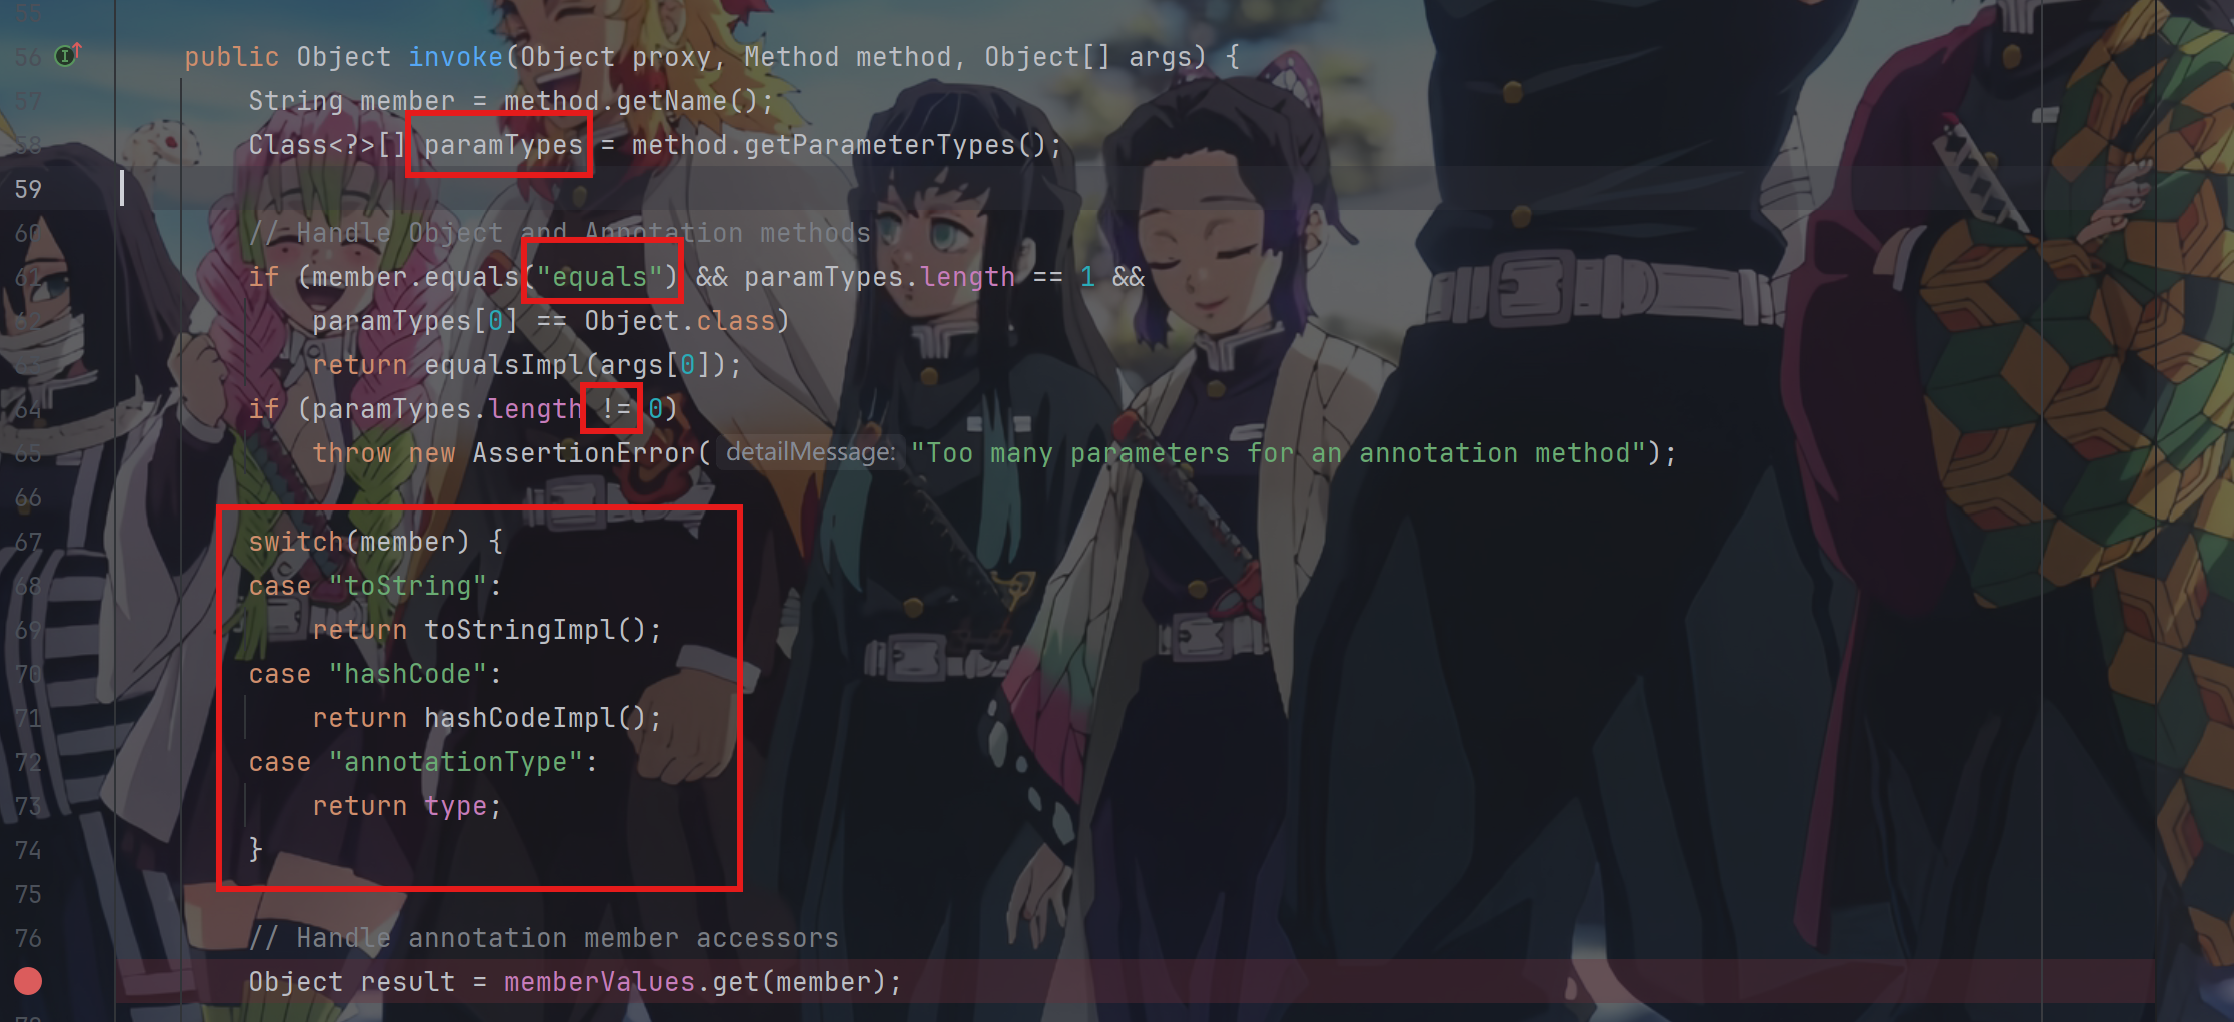 55
56 public Object invoke(Object proxy, Method method, Object[] args) {
57 String member = method.getName();
58 Class<?>[] paramTypes = method.getParameterTypes();
59
60 // Handle Object and Annotation methods
61 if (member.equals("equals") && paramTypes.length == 1 &&
62 paramTypes[0] == Object.class)
63 return equalsImpl(args[0]);
64 if (paramTypes.length != 0)
65 throw new AssertionError( detailMessage: "Too many parameters for an annotation method");
66
67 switch(member) {
68 case "toString":
69 return toStringImpl();
70 case "hashCode":
71 return hashCodeImpl();
72 case "annotationType":
73 return type;
74 }
75
76 // Handle annotation member accessors
Object result = memberValues.get(member);